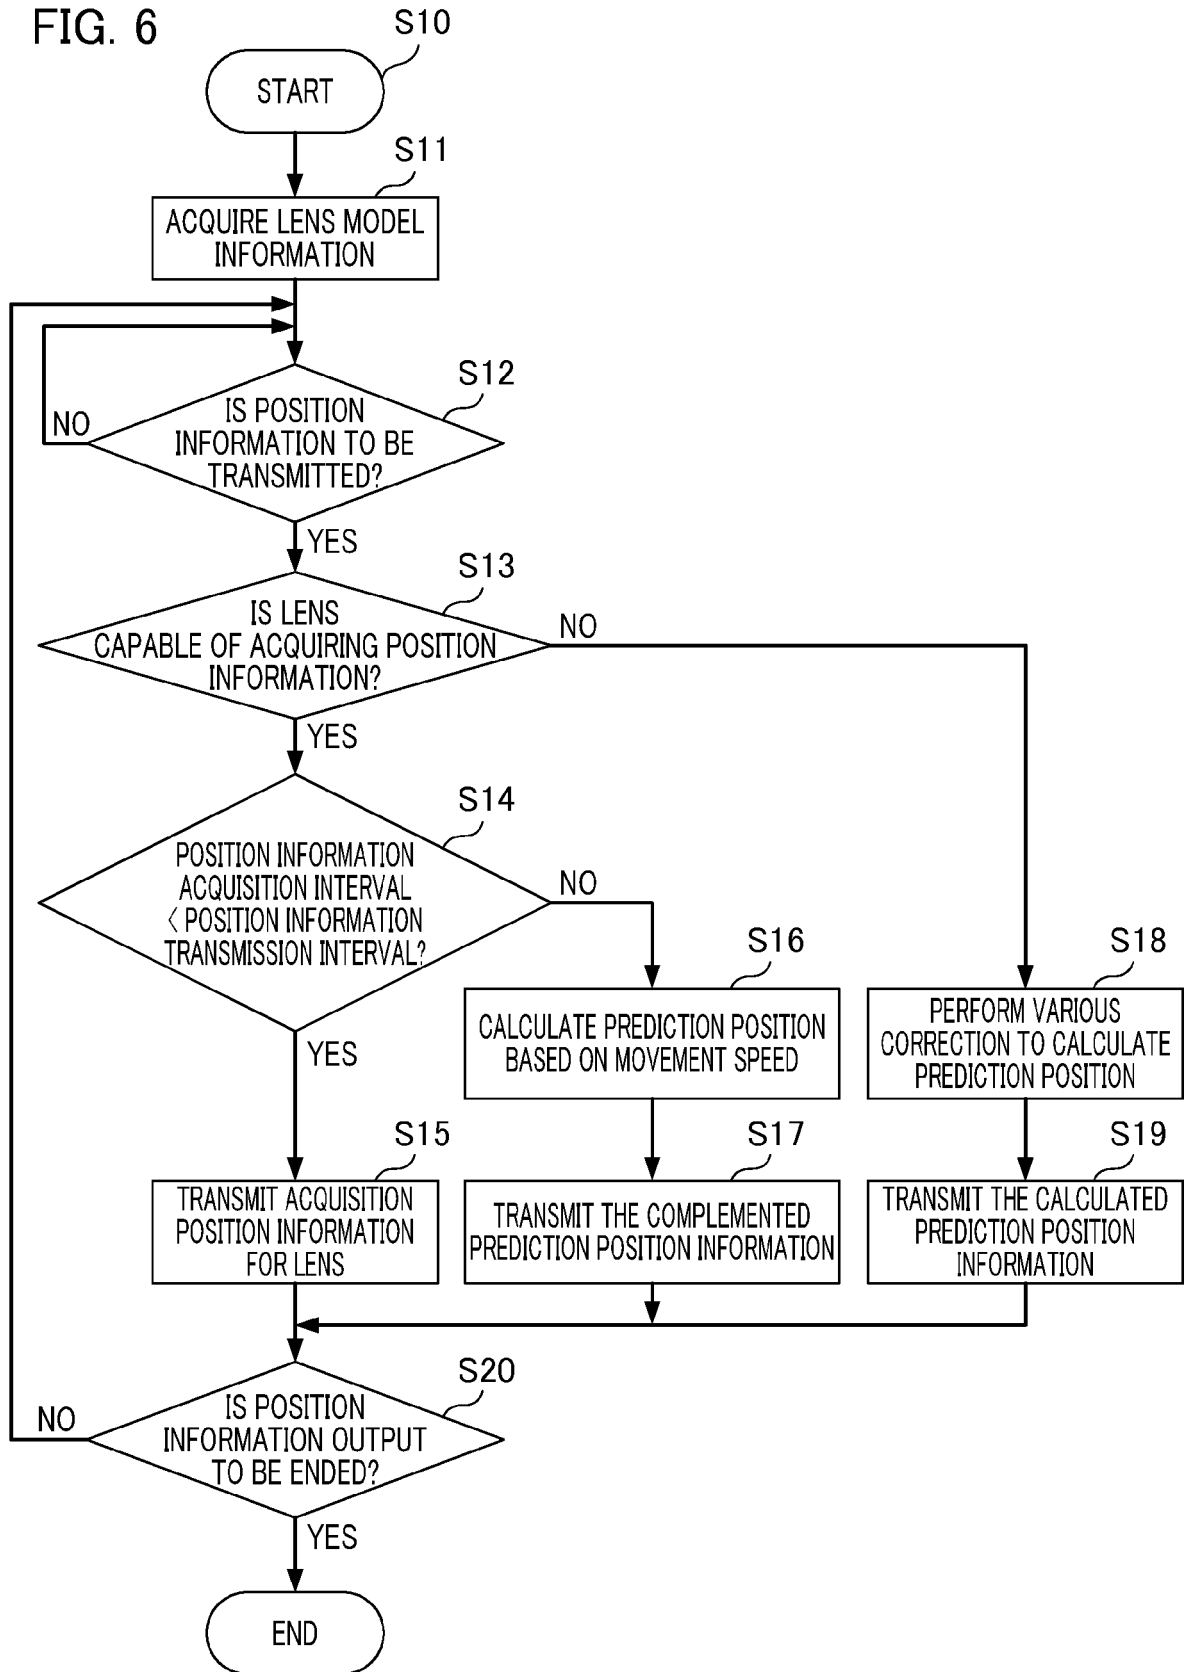 FIG. 6
S10
START
S11
ACQUIRE LENS MODEL
INFORMATION
S12
IS POSITION
INFORMATION TO BE
TRANSMITTED?
NO
YES
S13
IS LENS
CAPABLE OF ACQUIRING POSITION
INFORMATION?
NO
YES
S14
POSITION INFORMATION
ACQUISITION INTERVAL
< POSITION INFORMATION
TRANSMISSION INTERVAL?
NO
YES
S16
CALCULATE PREDICTION POSITION
BASED ON MOVEMENT SPEED
S18
PERFORM VARIOUS
CORRECTION TO CALCULATE
PREDICTION POSITION
S15
TRANSMIT ACQUISITION
POSITION INFORMATION
FOR LENS
S17
TRANSMIT THE COMPLEMENTED
PREDICTION POSITION INFORMATION
S19
TRANSMIT THE CALCULATED
PREDICTION POSITION
INFORMATION
S20
IS POSITION
INFORMATION OUTPUT
TO BE ENDED?
NO
YES
END